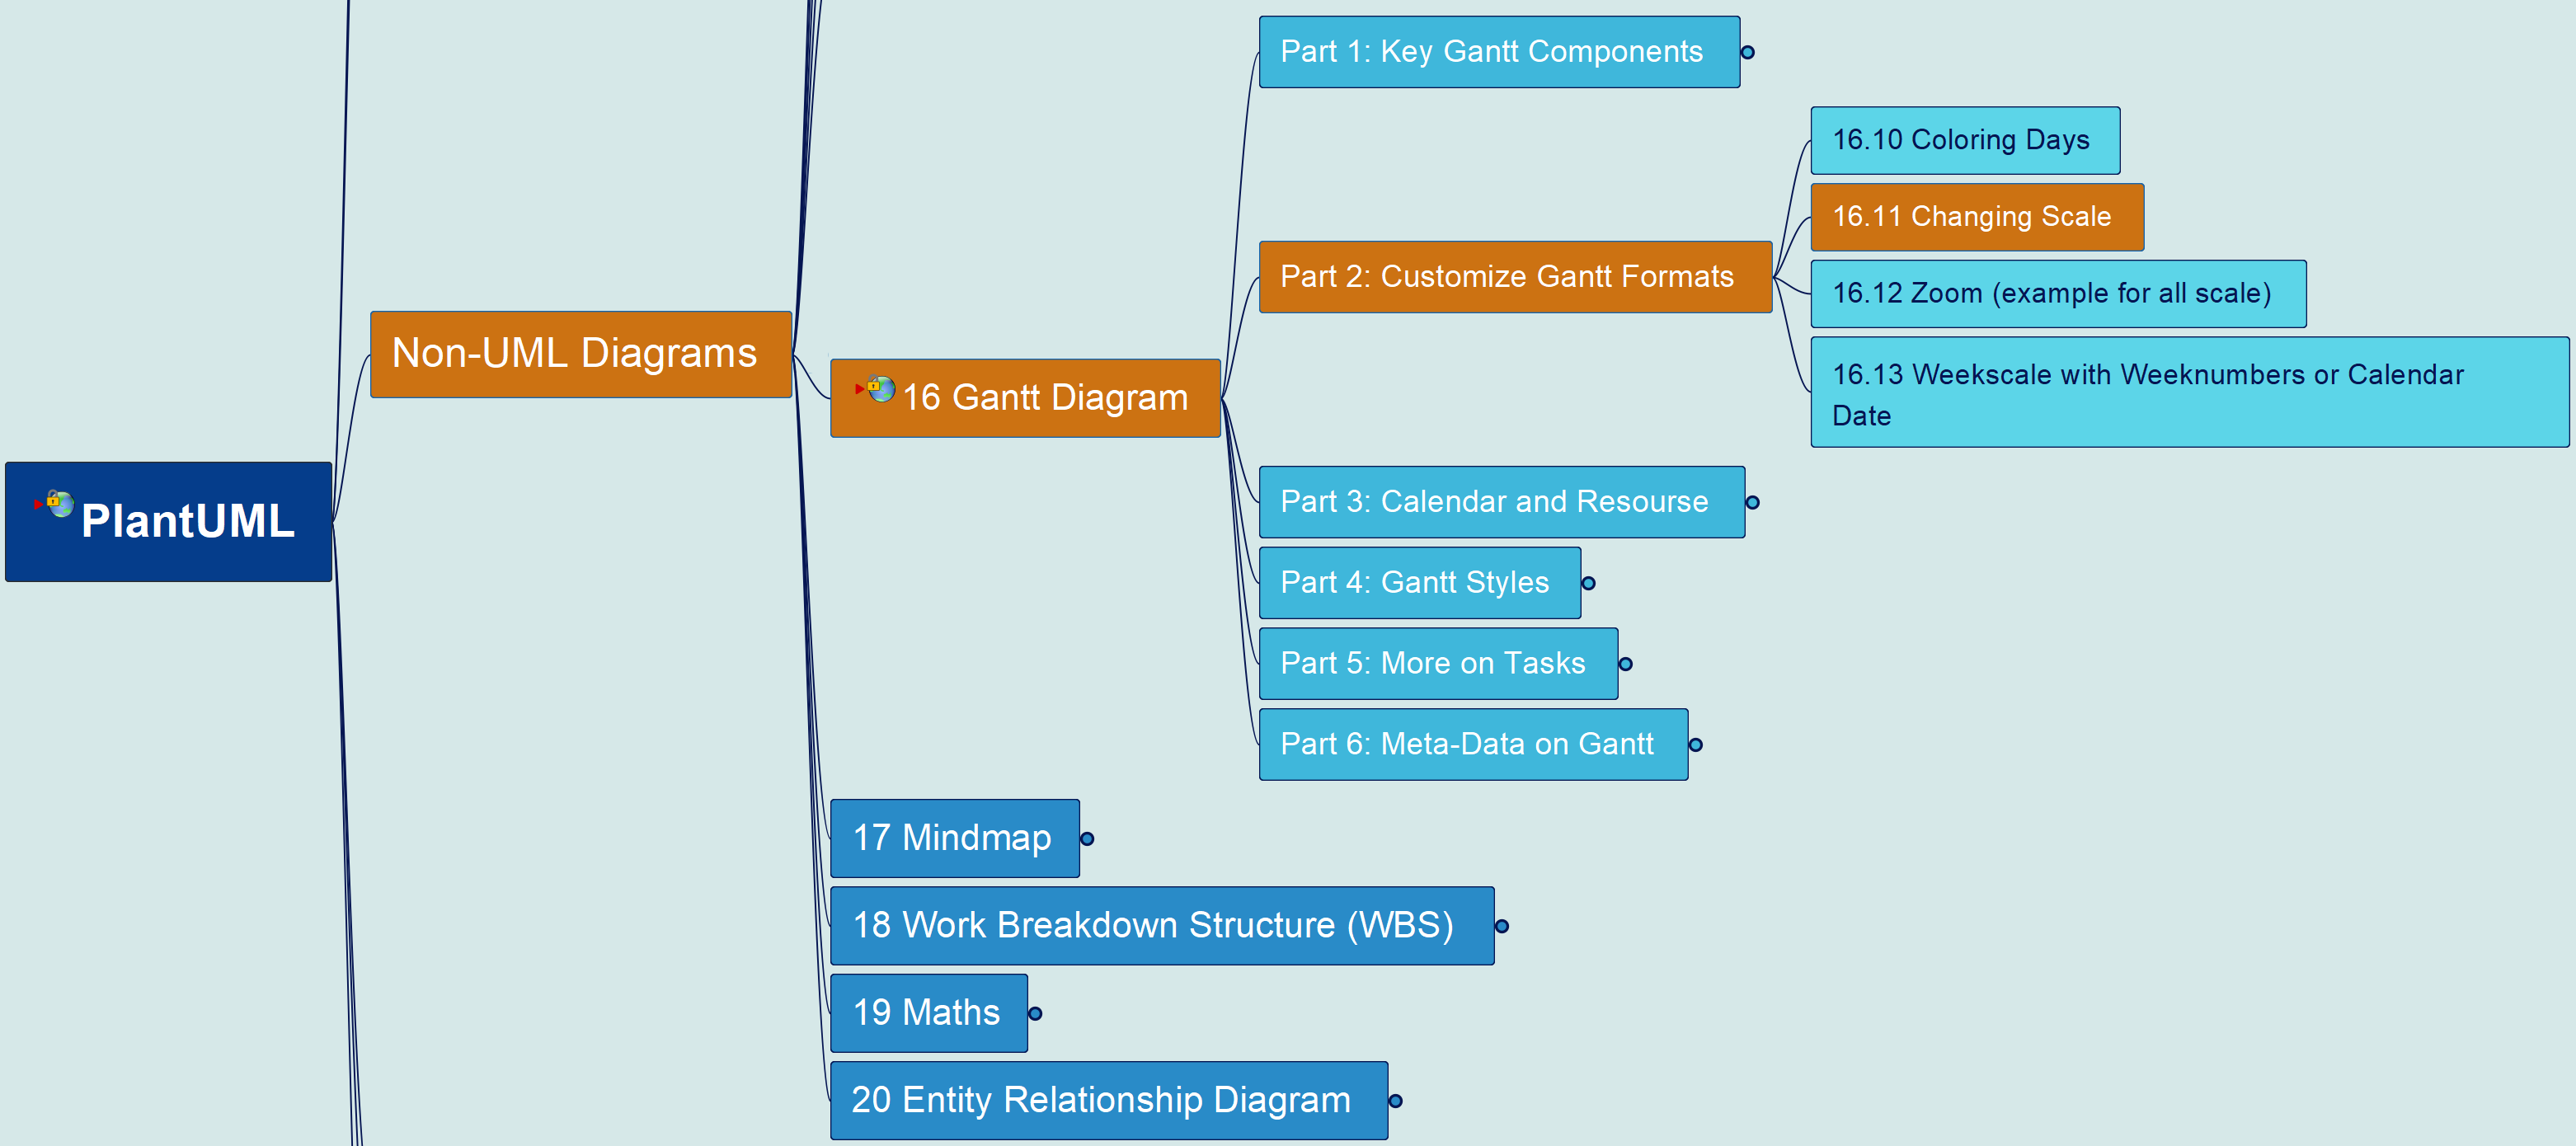 PlantUML
Non-UML Diagrams
16 Gantt Diagram
Part 1: Key Gantt Components
Part 2: Customize Gantt Formats
16.10 Coloring Days
16.11 Changing Scale
16.12 Zoom (example for all scale)
16.13 Weekscale with Weeknumbers or Calendar
Date
Part 3: Calendar and Resourse
Part 4: Gantt Styles
Part 5: More on Tasks
Part 6: Meta-Data on Gantt
17 Mindmap
18 Work Breakdown Structure (WBS)
19 Maths
20 Entity Relationship Diagram